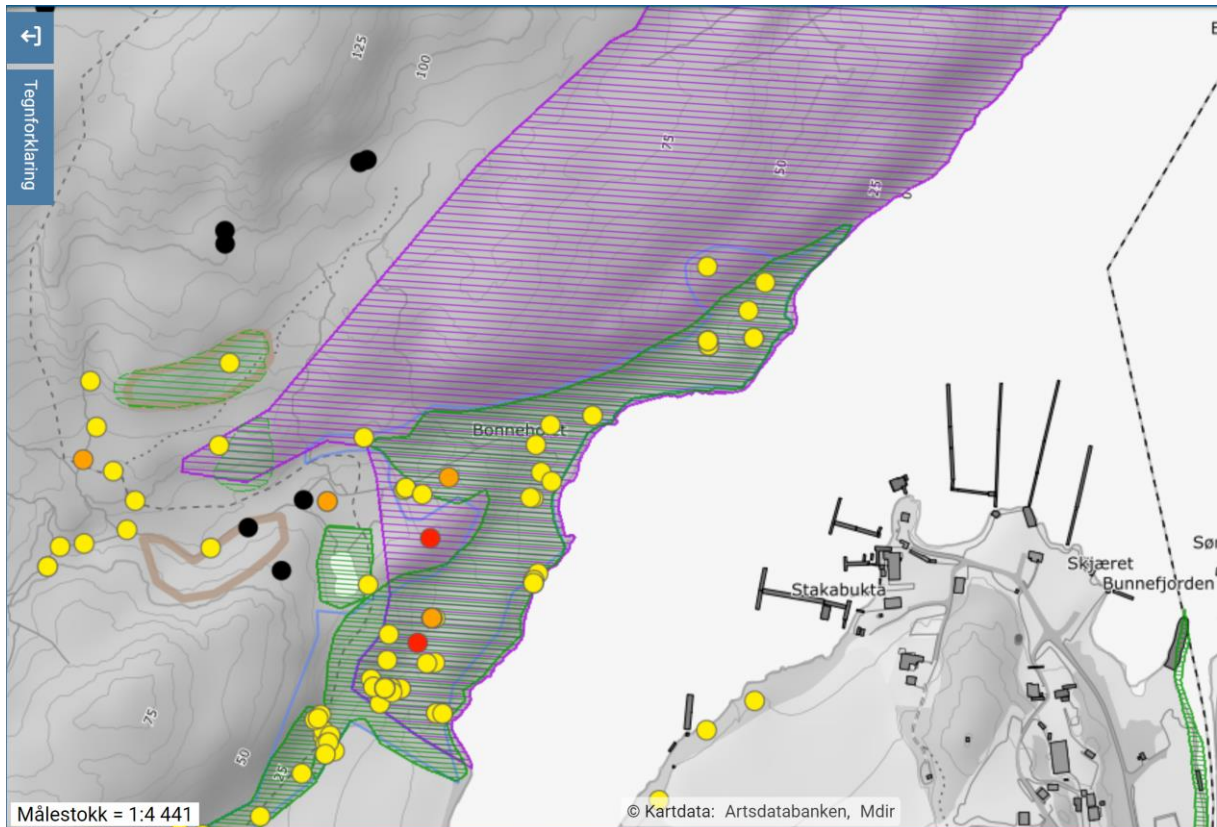 Tegnforklaring
125
100
75
50
25
0
Bonneholet
Stakabukta
Skjæret
Bunnefjorden
75
50
25
Målestokk = 1:4 441
© Kartdata: Artsdatabanken, Mdir